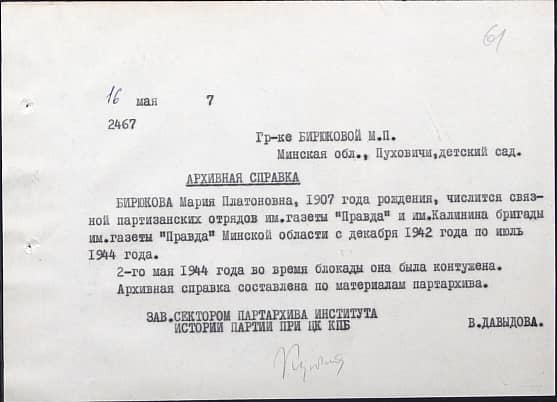 61
16 мая 7
2467
Гр-ке БИРЮКОВОЙ М.П.
Минская обл., Пуховичи,детский сад.
АРХИВНАЯ СПРАВКА
БИРЮКОВА Мария Платоновна, 1907 года рождения, числится связ-
ной партизанских отрядов им.газеты "Правда" и им.Калинина бригады
им.газеты "Правда" Минской области с декабря 1942 года по июль
1944 года.
2-го мая 1944 года во время блокады она была контужена.
Архивная справка составлена по материалам партархива.
ЗАВ.СЕКТОРОМ ПАРТАРХИВА ИНСТИТУТА
ИСТОРИИ ПАРТИИ ПРИ ЦК КПБ
В.ДАВЫДОВА.